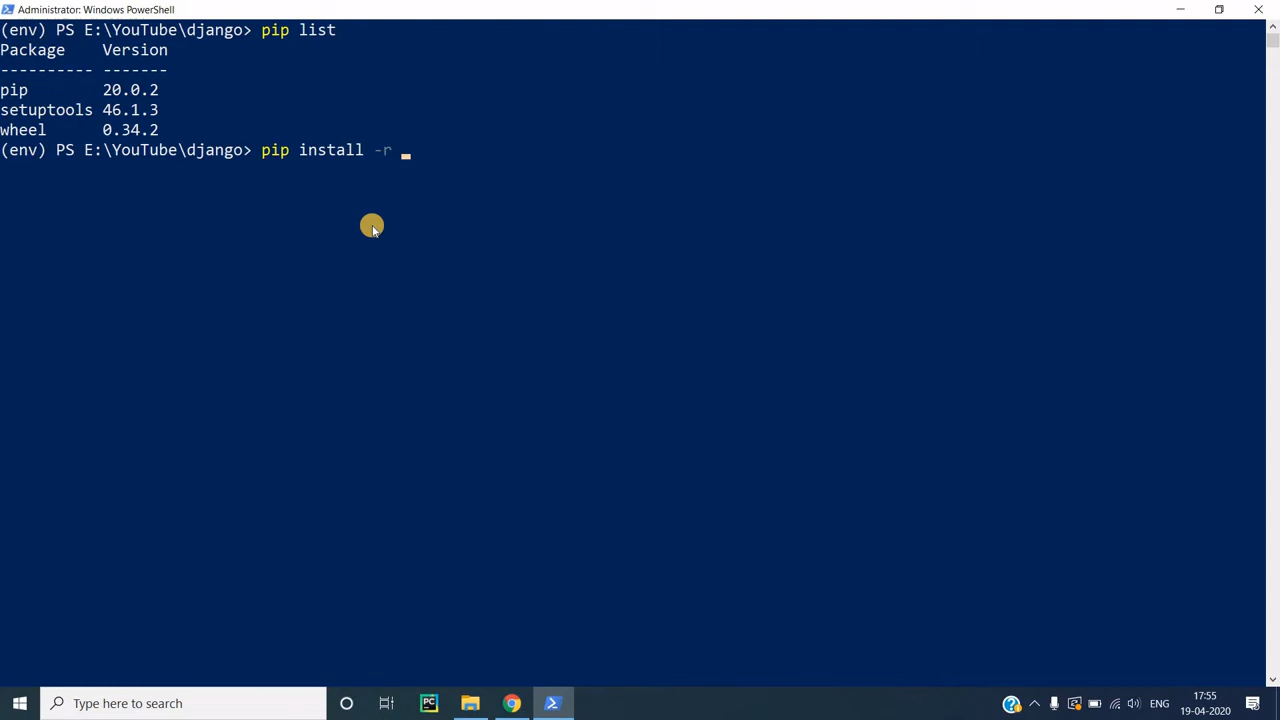 Administrator: Windows PowerShell
(env) PS E:\YouTube\django> pip list
Package    Version
---------- -------
pip        20.0.2
setuptools 46.1.3
wheel      0.34.2
(env) PS E:\YouTube\django> pip install -r
Type here to search
PC
ENG
17:55
19-04-2020